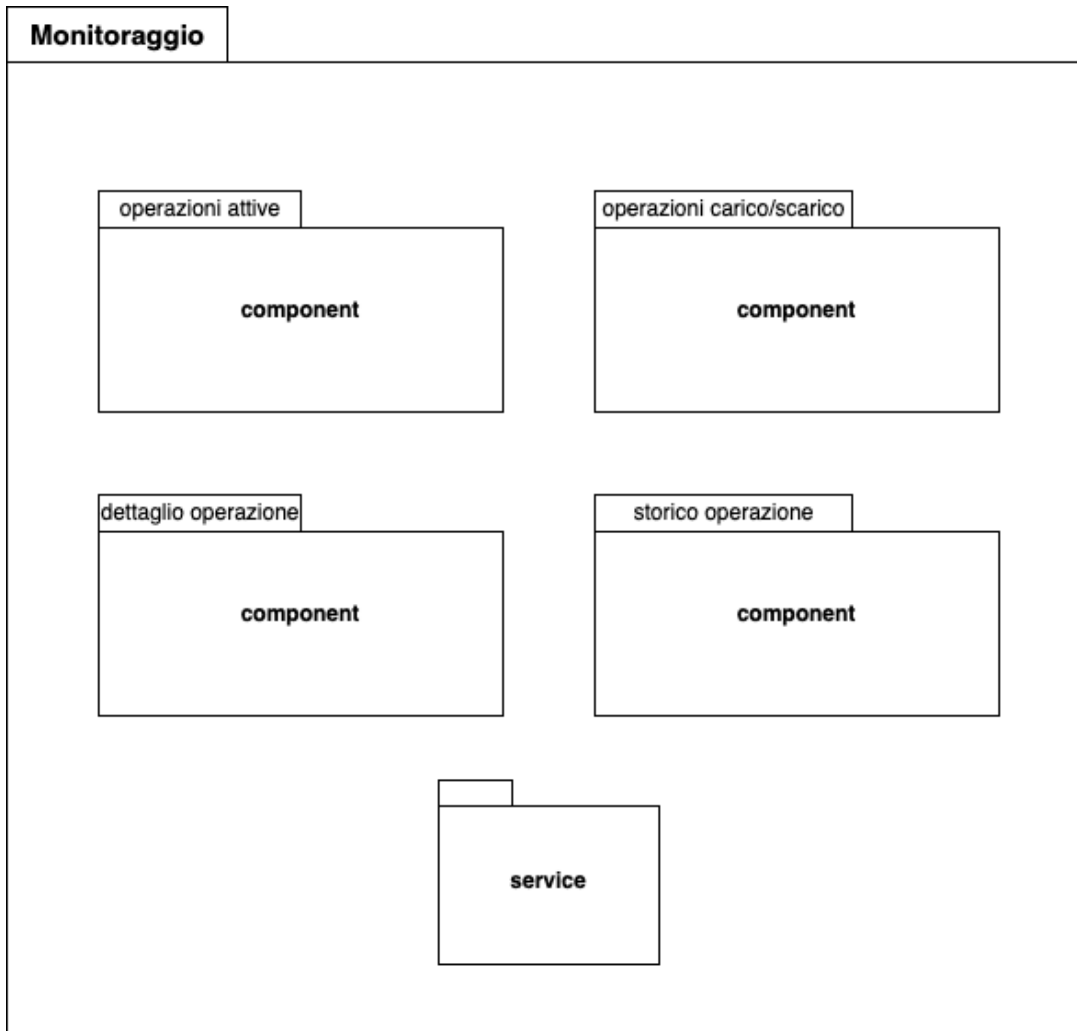 Monitoraggio
operazioni attive
component
operazioni carico/scarico
component
dettaglio operazione
component
storico operazione
component
service